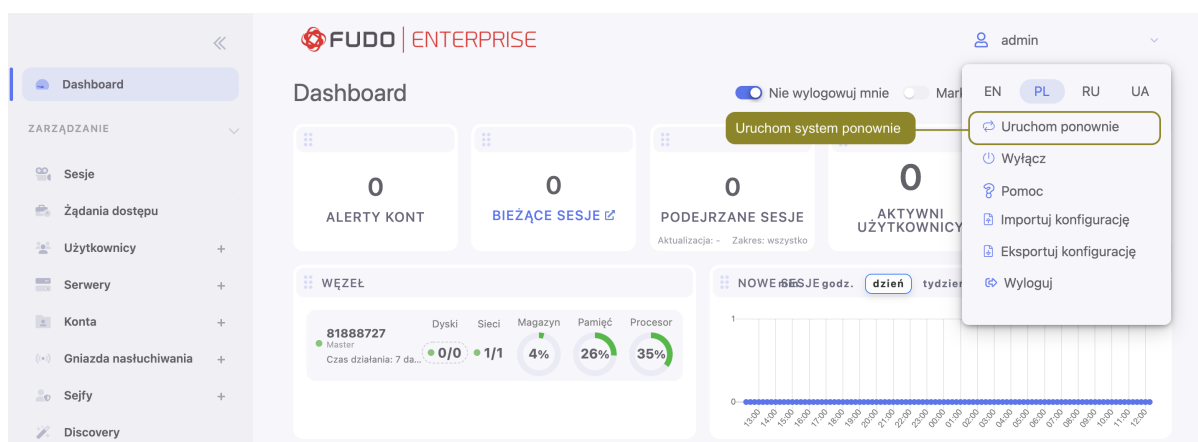 FUDO ENTERPRISE
admin
Dashboard
ZARZĄDZANIE
Sesje
Żądania dostępu
Użytkownicy +
Serwery +
Konta +
Gniazda nasłuchiwania +
Sejfy +
Discovery
Dashboard
Nie wylogowuj mnie
EN PL RU UA
Uruchom ponownie
Wyłącz
Pomoc
Importuj konfigurację
Eksportuj konfigurację
Wyloguj
Uruchom system ponownie
0
ALERTY KONT
0
BIEŻĄCE SESJE
0
PODEJRZANE SESJE
Aktualizacja: - Zakres: wszystko
0
AKTYWNI
UŻYTKOWNICY
WĘZEŁ
Dyski Sieci Magazyn Pamięć Procesor
81888727
Master
Czas działania: 7 da...
0/0 1/1 4% 26% 35%
NOWE SESJE godz. dzień
1
0
13:00 14:00 15:00 16:00 17:00 18:00 19:00 20:00 21:00 22:00 23:00 00:00 01:00 02:00 03:00 04:00 05:00 06:00 07:00 08:00 09:00 10:00 11:00 12:00